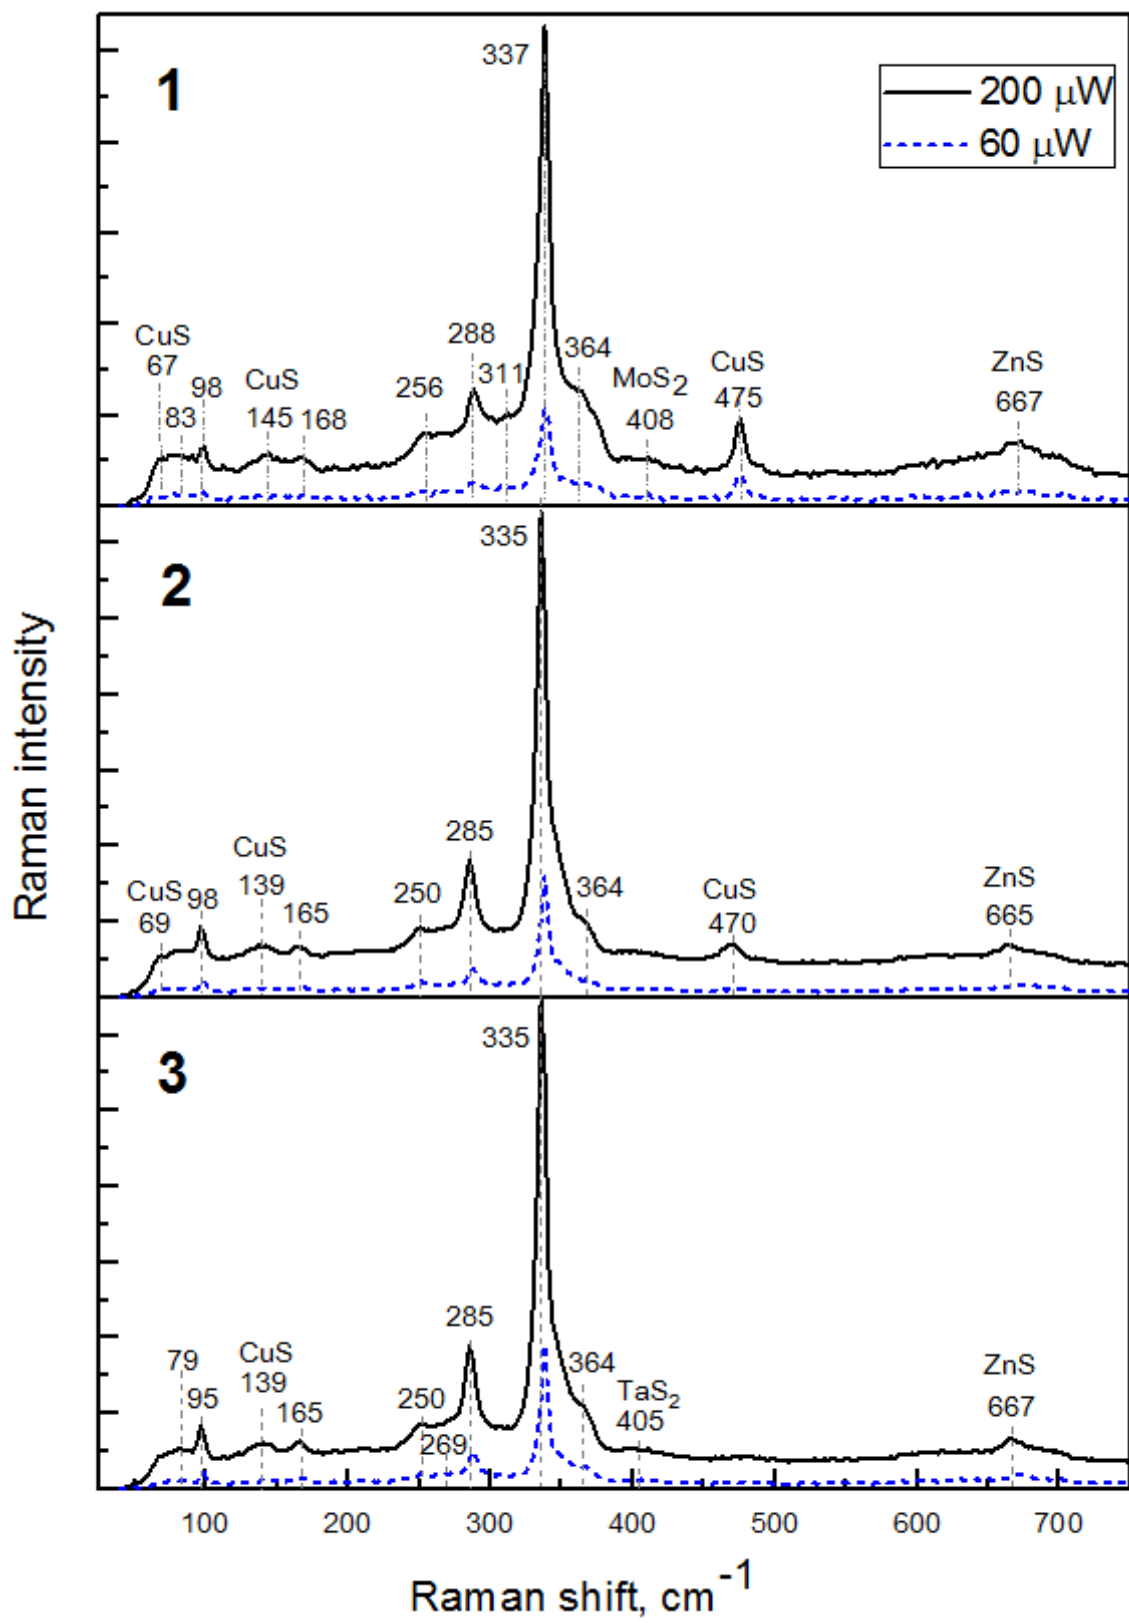 1
337
200 μW
60 μW
CuS
67
83
98
CuS
145
168
256
288
311
364
MoS2
408
CuS
475
ZnS
667
2
335
CuS
69
98
CuS
139
165
250
285
364
CuS
470
ZnS
665
3
335
79
95
CuS
139
165
250
269
285
364
TaS2
405
ZnS
667
Raman intensity
100 200 300 400 500 600 700
Raman shift, cm-1